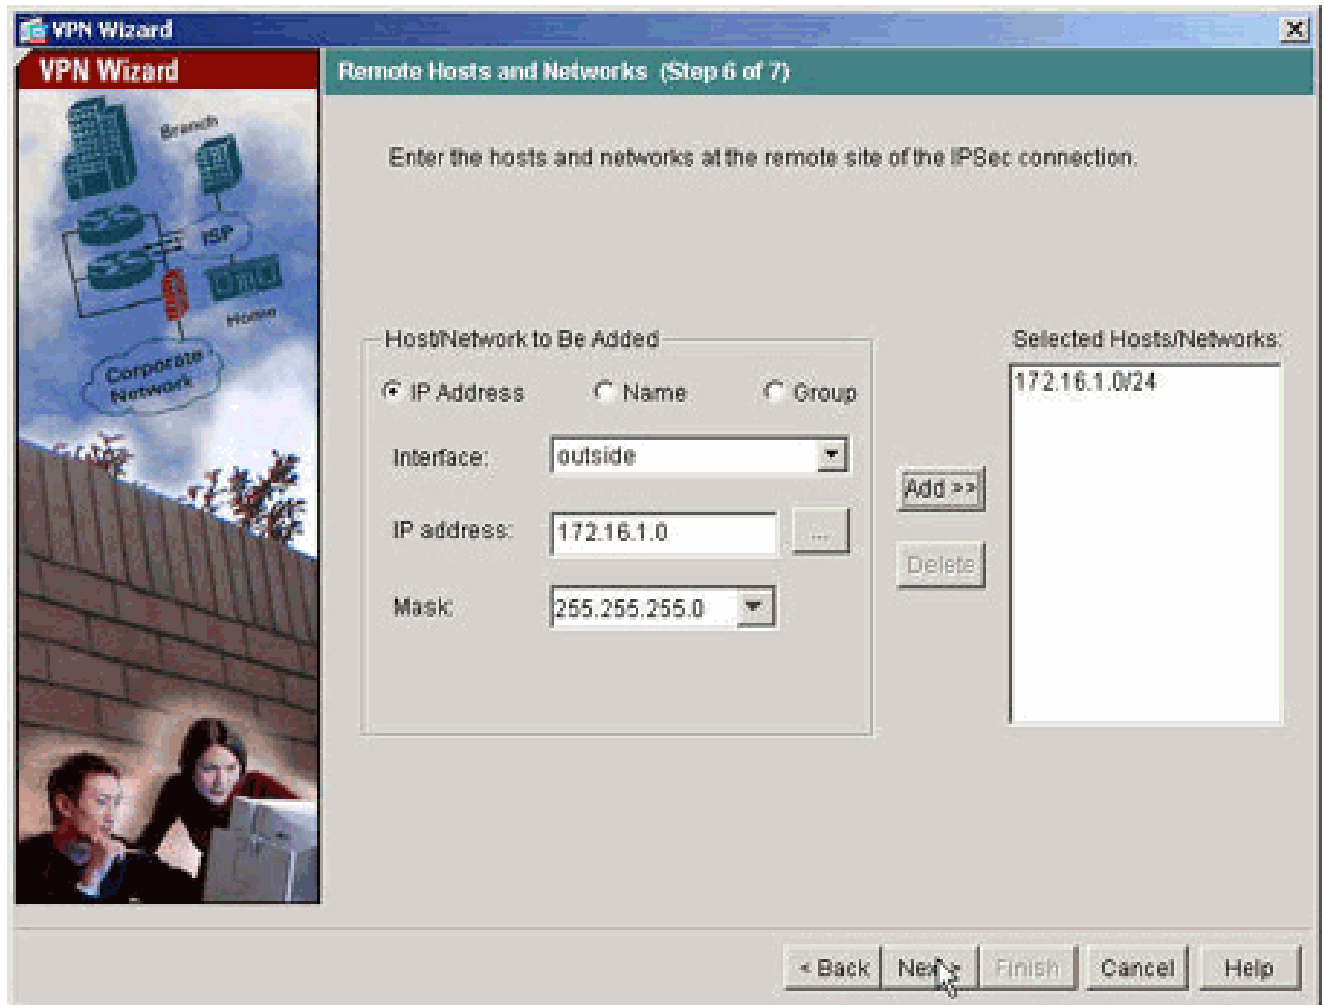 VPN Wizard
VPN Wizard
Remote Hosts and Networks (Step 6 of 7)
Branch
ISP
Home
Corporate
Network
Enter the hosts and networks at the remote site of the IPSec connection.
Host/Network to Be Added
IP Address
Name
Group
Interface:
outside
IP address:
172.16.1.0
...
Mask:
255.255.255.0
Add >>
Delete
Selected Hosts/Networks:
172.16.1.0/24
< Back
Next >
Finish
Cancel
Help